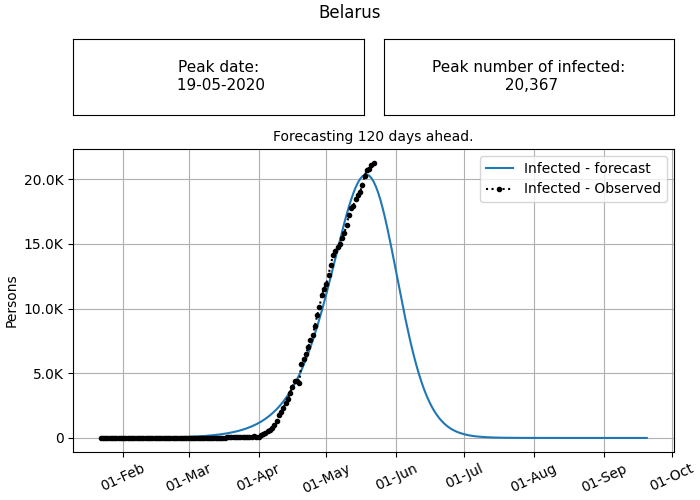 Belarus
Peak date:
19-05-2020
Peak number of infected:
20,367
Forecasting 120 days ahead.
Infected - forecast
Infected - Observed
Persons
20.0K
15.0K
10.0K
5.0K
0
01-Feb
01-Mar
01-Apr
01-May
01-Jun
01-Jul
01-Aug
01-Sep
01-Oct